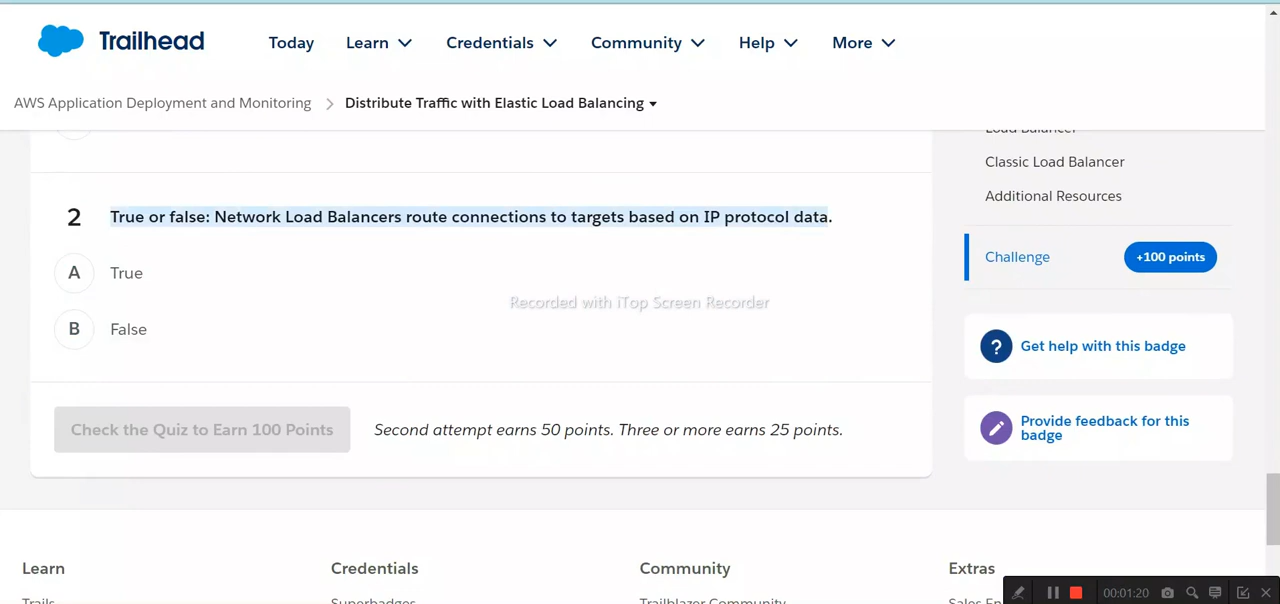 Trailhead
Today Learn Credentials Community Help More
AWS Application Deployment and Monitoring > Distribute Traffic with Elastic Load Balancing
Load Balancer
Classic Load Balancer
Additional Resources
2 True or false: Network Load Balancers route connections to targets based on IP protocol data.
A True
B False
Challenge +100 points
Recorded with iTop Screen Recorder
? Get help with this badge
Check the Quiz to Earn 100 Points Second attempt earns 50 points. Three or more earns 25 points.
Provide feedback for this
badge
Learn Credentials Community Extras
Trails Superbadges Trailblazer Community Sales En
00:01:20